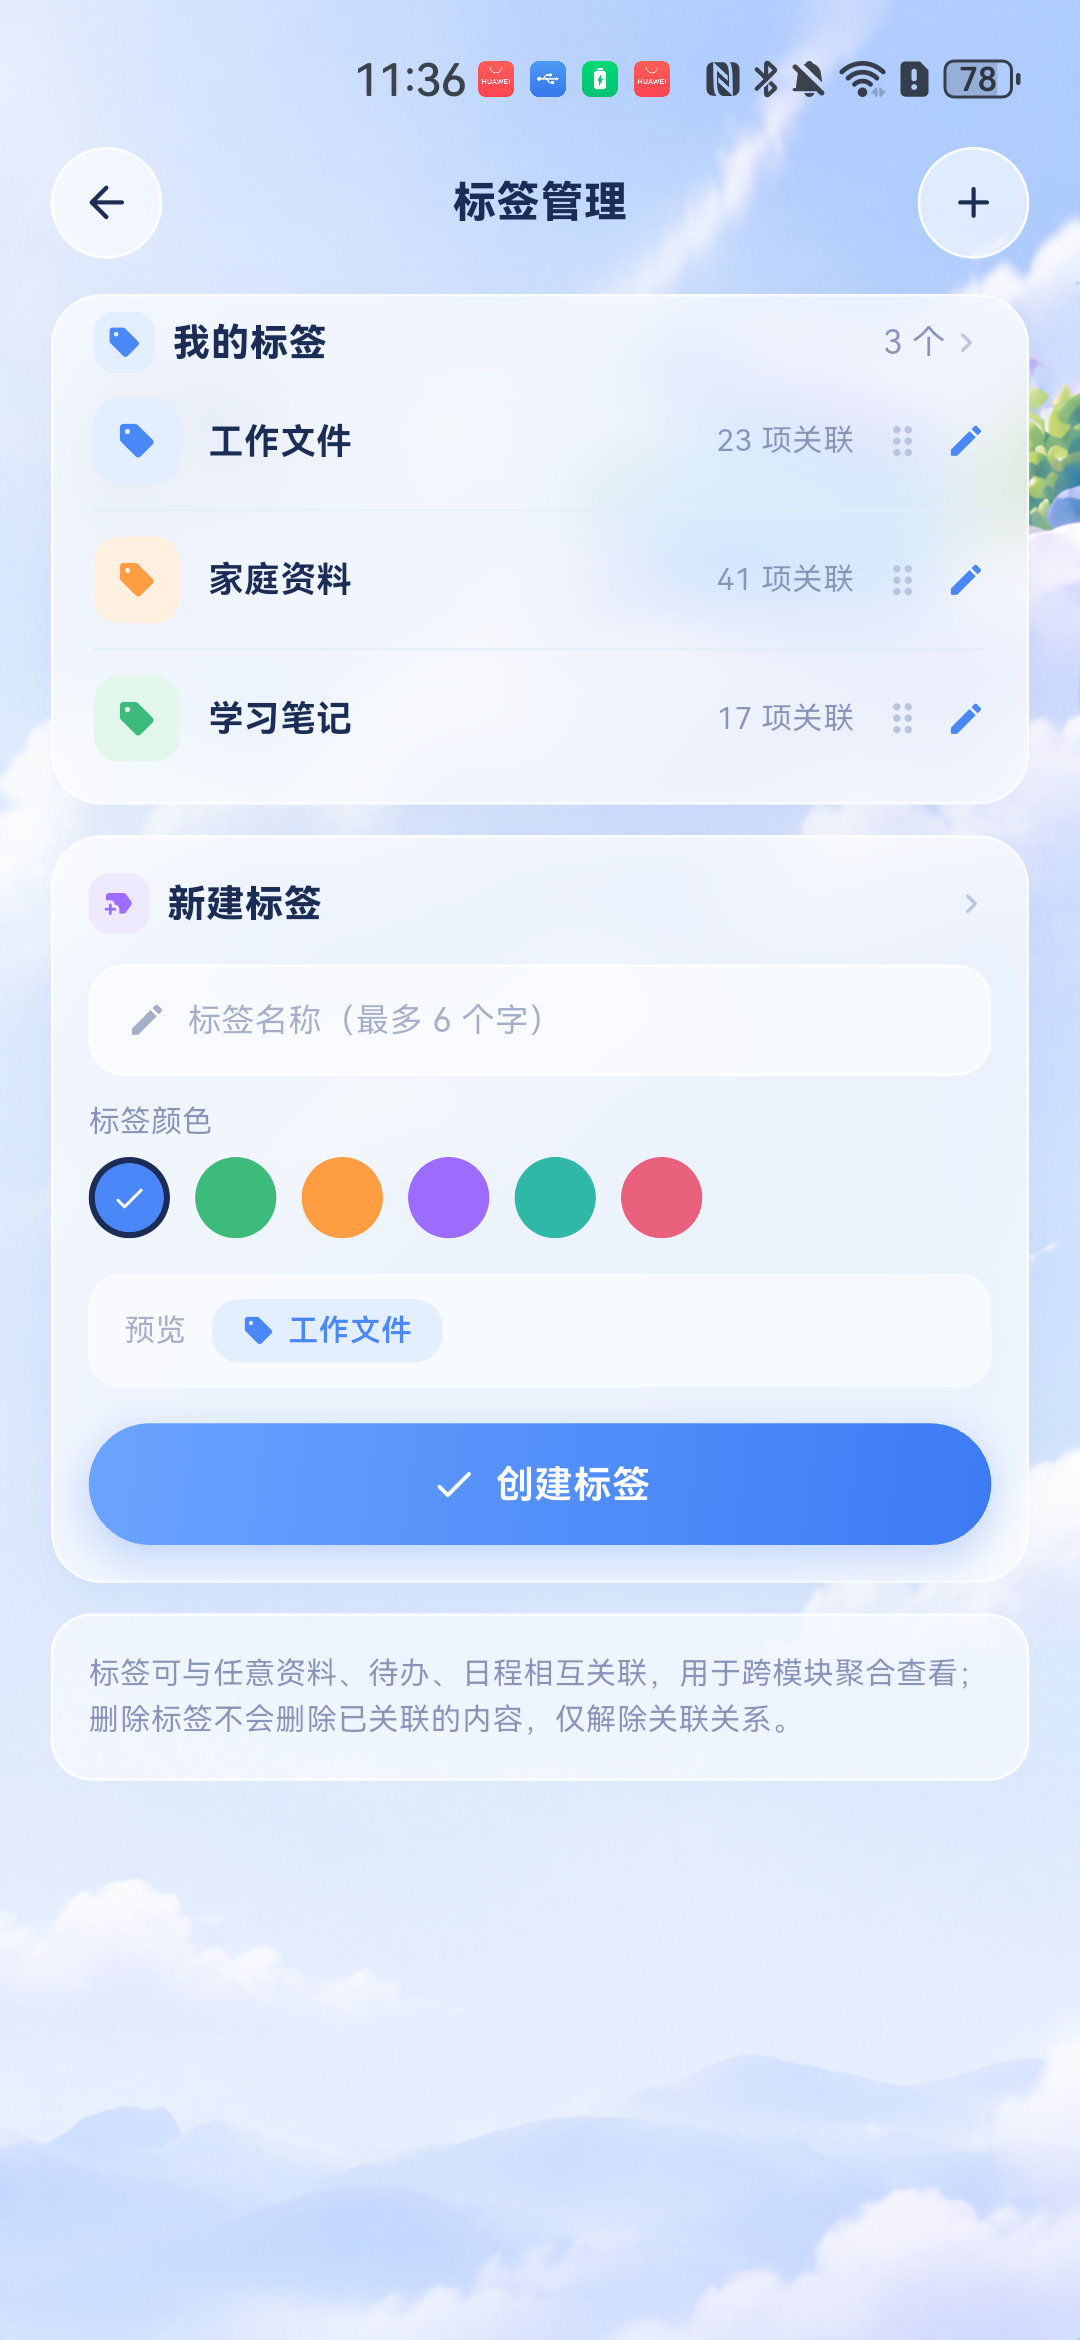 11:36 HUAWEI HUAWEI 78
标签管理
我的标签 3 个
工作文件 23 项关联
家庭资料 41 项关联
学习笔记 17 项关联
新建标签
标签名称（最多 6 个字）
标签颜色
预览 工作文件
创建标签
标签可与任意资料、待办、日程相互关联，用于跨模块聚合查看；
删除标签不会删除已关联的内容，仅解除关联关系。